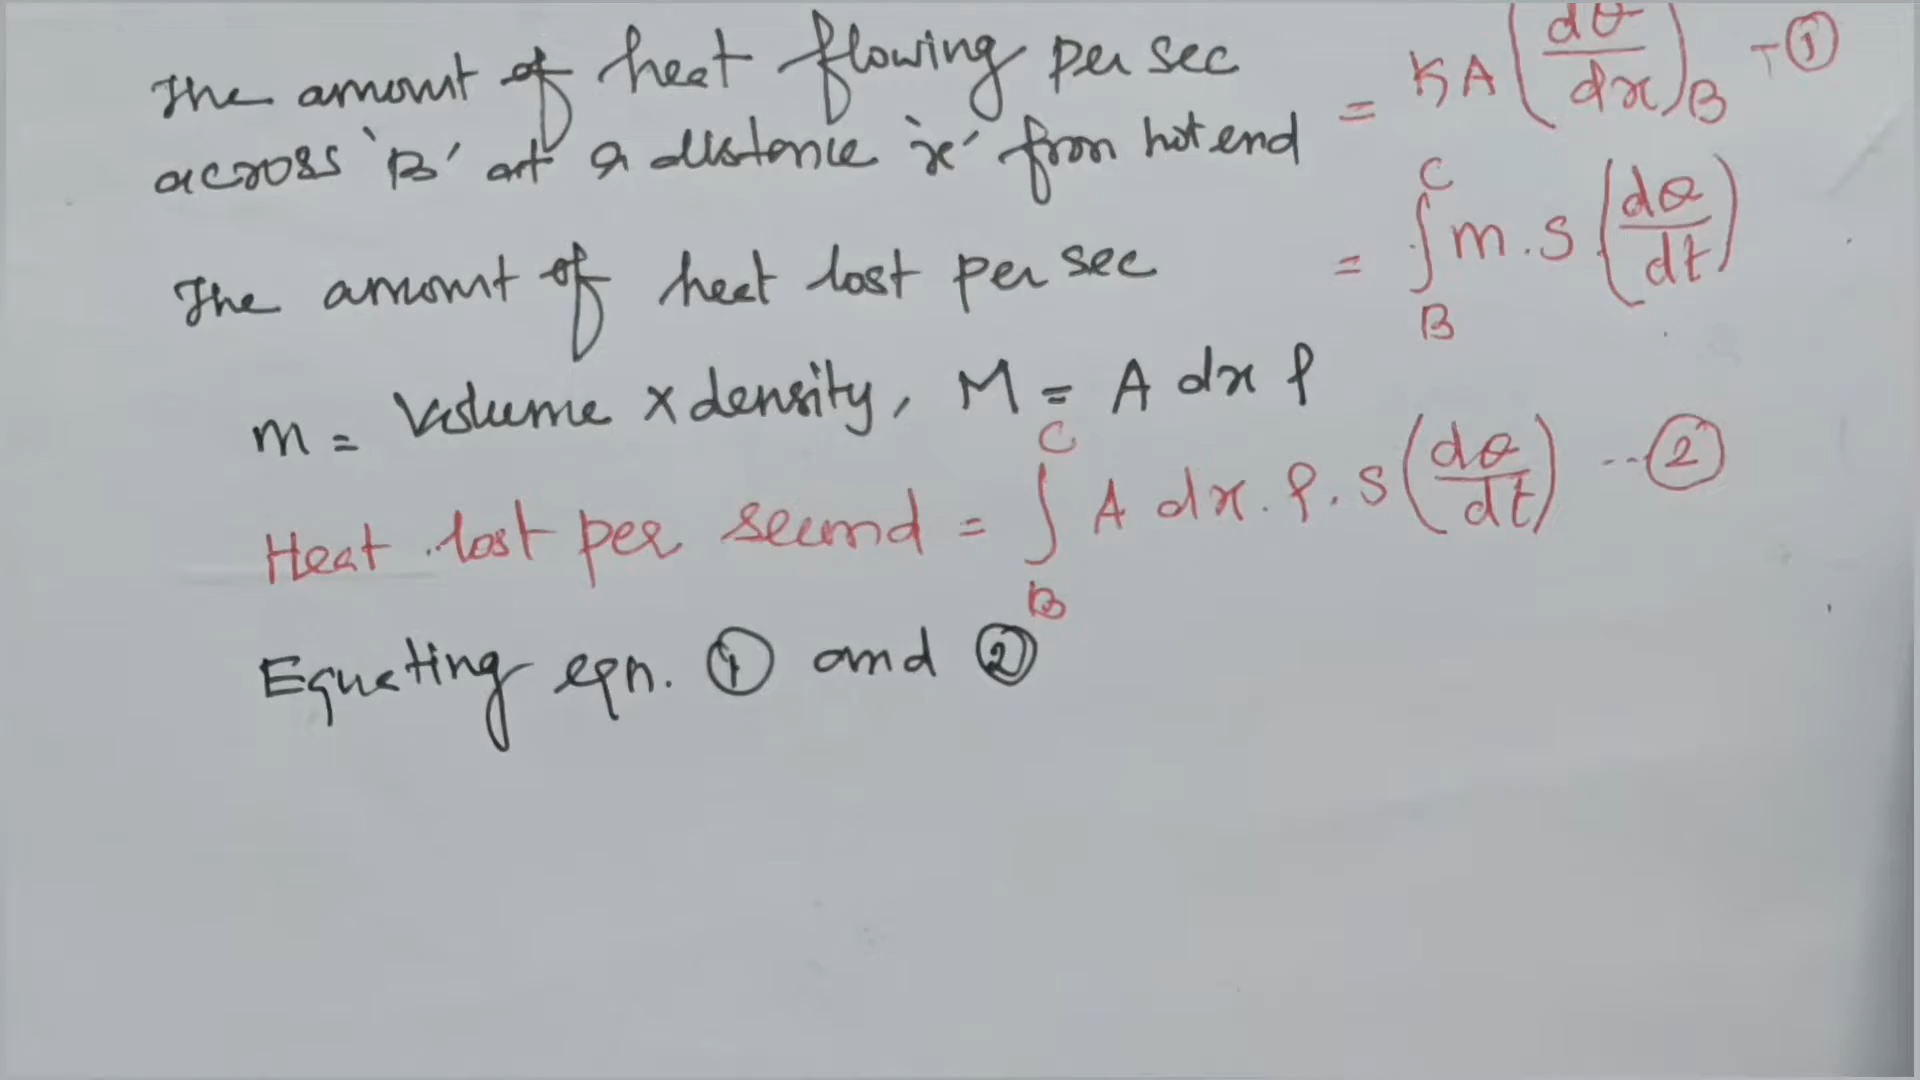 The amount of heat flowing per sec
across 'B' at a distance 'x' from hot end = KA(dθ/dx)B - ①
The amount of heat lost per sec = ∫_B^C m.s(dθ/dt)
m = Volume x density, M = A dx ρ
Heat lost per second = ∫_B^C A dx. ρ. s(dθ/dt) --②
Equating eqn. ① and ②